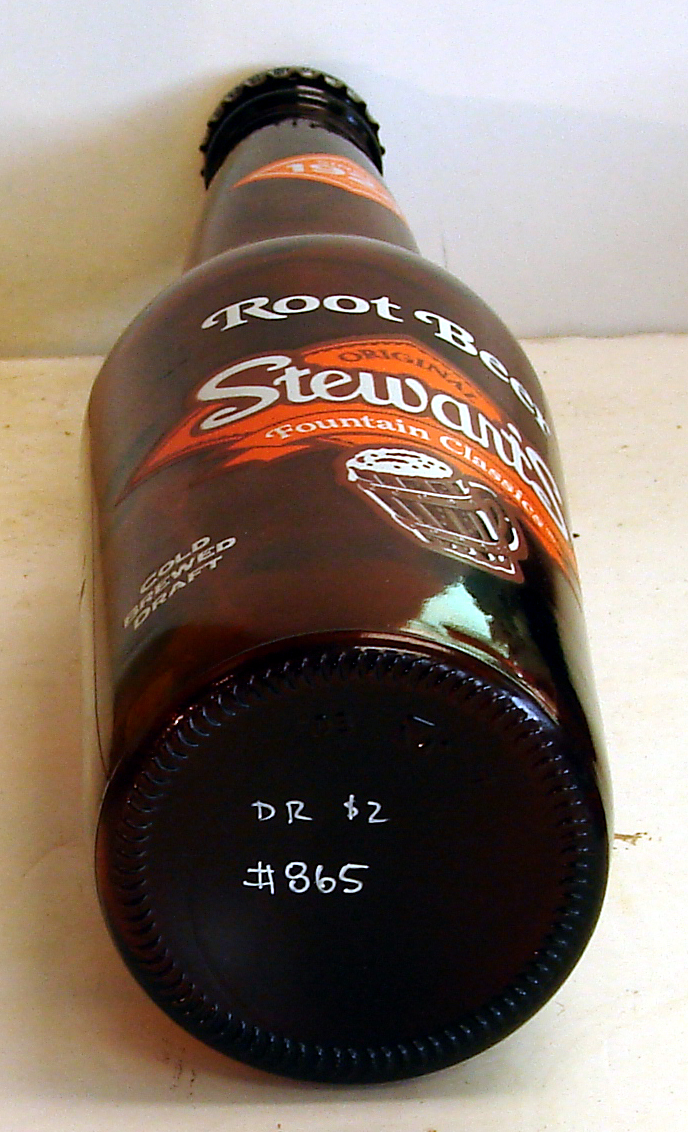 Root Beer
ORIGINAL
Stewart's
Fountain Classics
COLD
BREWED
DRAFT
DR $2
#865